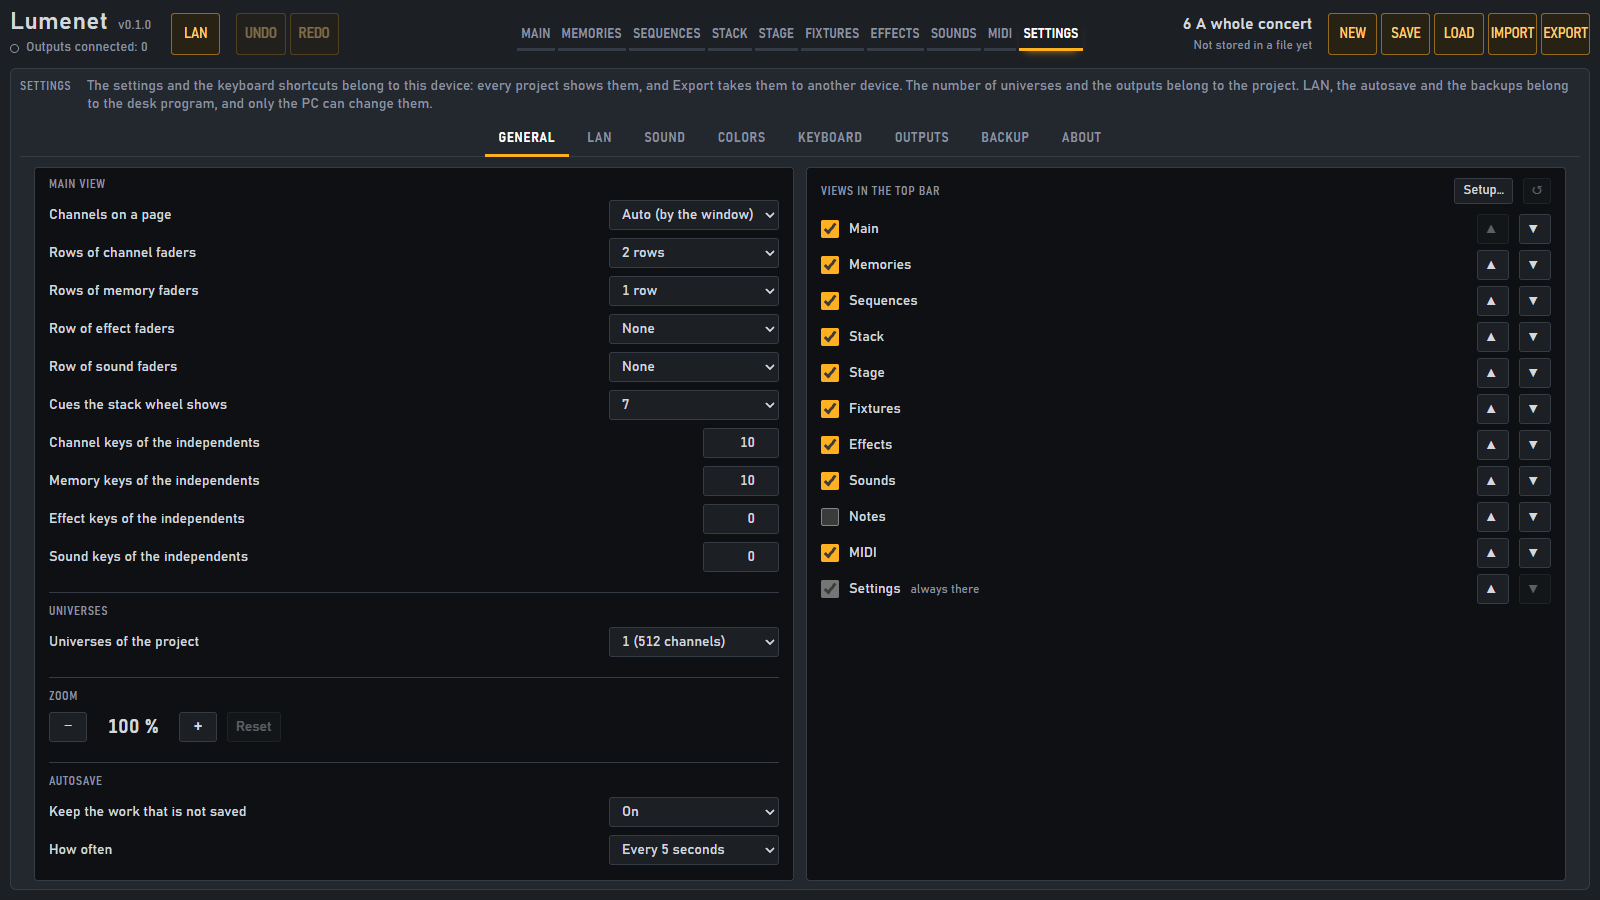 Lumenet v0.1.0
Outputs connected: 0
LAN
UNDO
REDO
MAIN
MEMORIES
SEQUENCES
STACK
STAGE
FIXTURES
EFFECTS
SOUNDS
MIDI
SETTINGS
6 A whole concert
Not stored in a file yet
NEW
SAVE
LOAD
IMPORT
EXPORT
SETTINGS
The settings and the keyboard shortcuts belong to this device: every project shows them, and Export takes them to another device. The number of universes and the outputs belong to the project. LAN, the autosave and the backups belong
to the desk program, and only the PC can change them.
GENERAL
LAN
SOUND
COLORS
KEYBOARD
OUTPUTS
BACKUP
ABOUT
MAIN VIEW
Channels on a page
Auto (by the window)
Rows of channel faders
2 rows
Rows of memory faders
1 row
Row of effect faders
None
Row of sound faders
None
Cues the stack wheel shows
7
Channel keys of the independents
10
Memory keys of the independents
10
Effect keys of the independents
0
Sound keys of the independents
0
UNIVERSES
Universes of the project
1 (512 channels)
ZOOM
− 100 % + Reset
AUTOSAVE
Keep the work that is not saved
On
How often
Every 5 seconds
VIEWS IN THE TOP BAR
Setup...
Main
Memories
Sequences
Stack
Stage
Fixtures
Effects
Sounds
Notes
MIDI
Settings always there